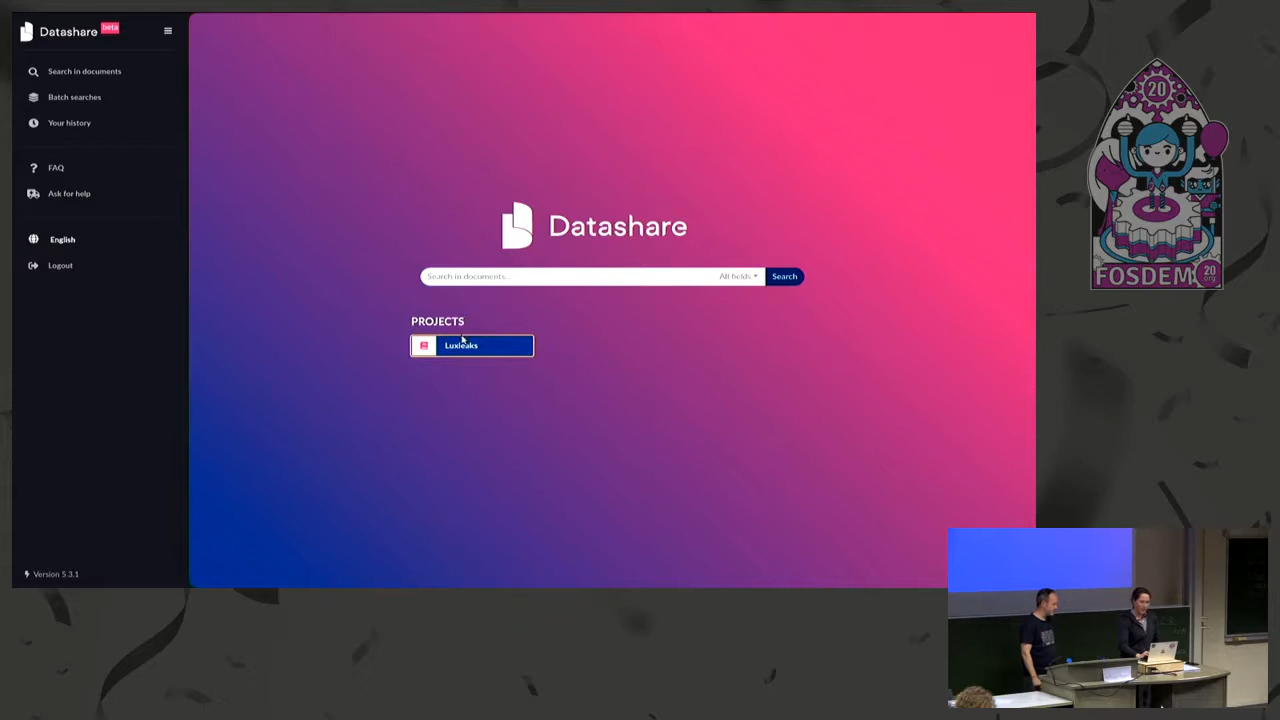 Datashare beta
Search in documents
Batch searches
Your history
FAQ
Ask for help
English
Logout
Version 5.3.1
Datashare
Search in documents...
All fields
Search
PROJECTS
Luxleaks
20
FOSDEM 20
.org